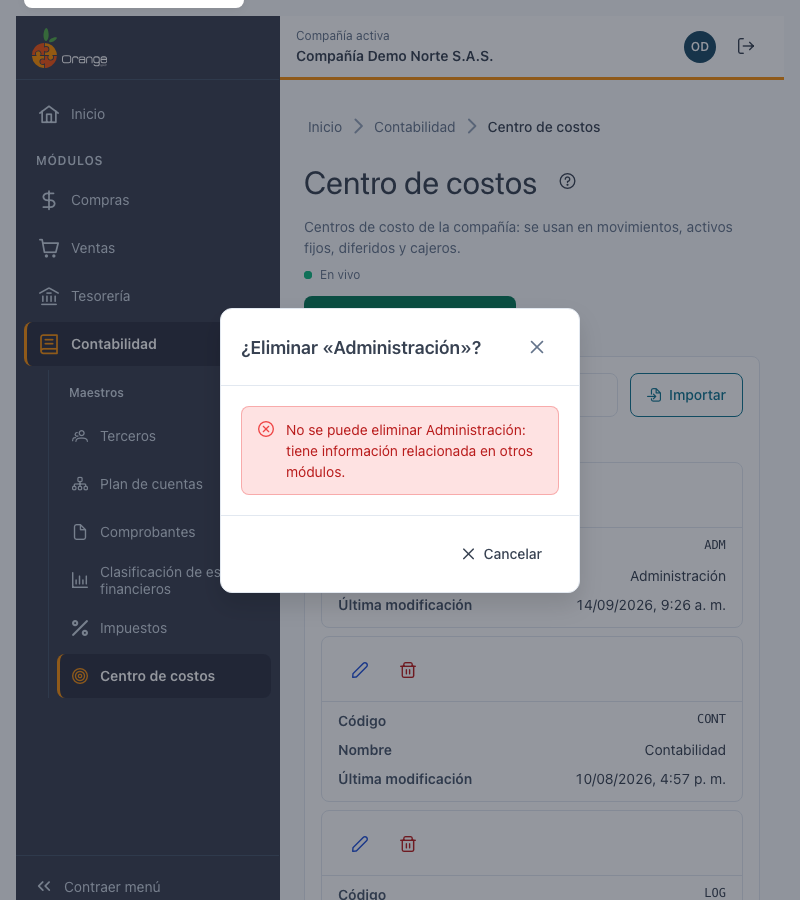 Orange
Compañía activa
Compañía Demo Norte S.A.S.
OD
Inicio
MÓDULOS
Compras
Ventas
Tesorería
Contabilidad
Maestros
Terceros
Plan de cuentas
Comprobantes
Clasificación de es
financieros
Impuestos
Centro de costos
Contraer menú
Inicio
Contabilidad
Centro de costos
Centro de costos
Centros de costo de la compañía: se usan en movimientos, activos
fijos, diferidos y cajeros.
En vivo
Importar
¿Eliminar «Administración»?
No se puede eliminar Administración:
tiene información relacionada en otros
módulos.
Cancelar
ADM
Administración
Última modificación 14/09/2026, 9:26 a. m.
Código CONT
Nombre Contabilidad
Última modificación 10/08/2026, 4:57 p. m.
Código LOG